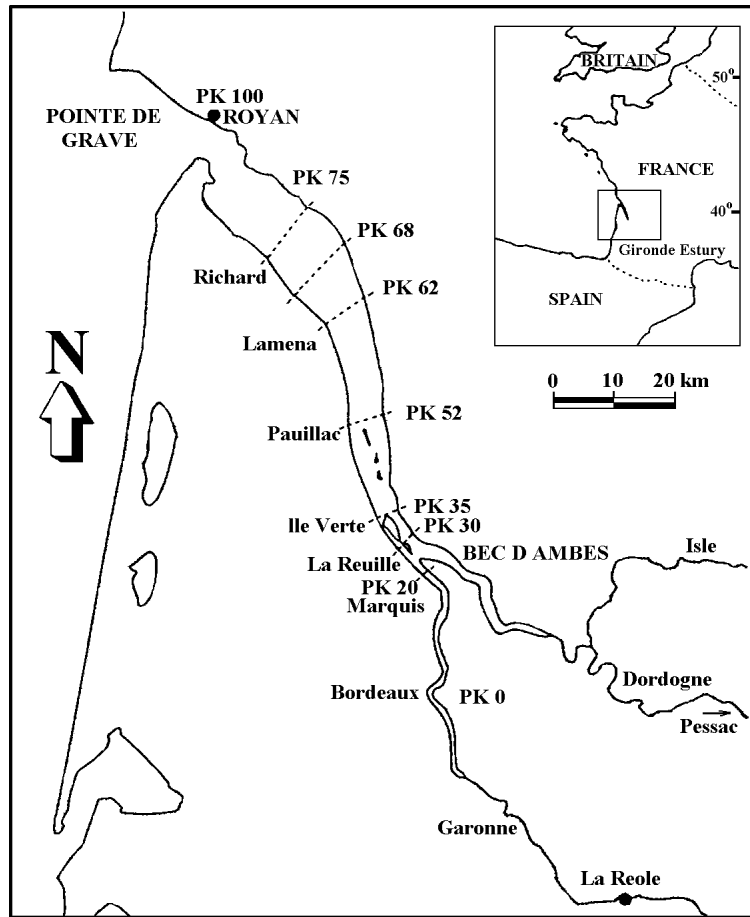 PK 100
POINTE DE
GRAVE
ROYAN
BRITAIN
50°
FRANCE
40°
Gironde Estury
SPAIN
PK 75
PK 68
Richard
PK 62
Lamena
N
0 10 20 km
PK 52
Pauillac
PK 35
lle Verte
PK 30
La Reuille
BEC D AMBES
Isle
PK 20
Marquis
Dordogne
Bordeaux
PK 0
Pessac
Garonne
La Reole